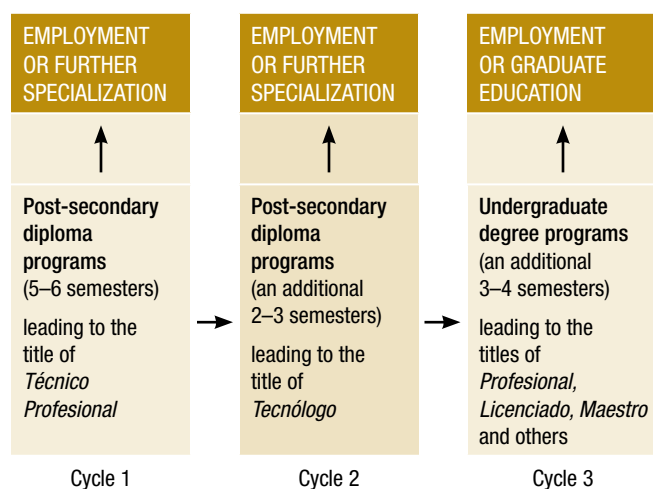 EMPLOYMENT
OR FURTHER
SPECIALIZATION
Post-secondary
diploma
programs
(5–6 semesters)
leading to the
title of
Técnico
Profesional
Cycle 1
EMPLOYMENT
OR FURTHER
SPECIALIZATION
Post-secondary
diploma
programs
(an additional
2–3 semesters)
leading to the
title of
Tecnólogo
Cycle 2
EMPLOYMENT
OR GRADUATE
EDUCATION
Undergraduate
degree programs
(an additional
3–4 semesters)
leading to the
titles of
Profesional,
Licenciado, Maestro
and others
Cycle 3